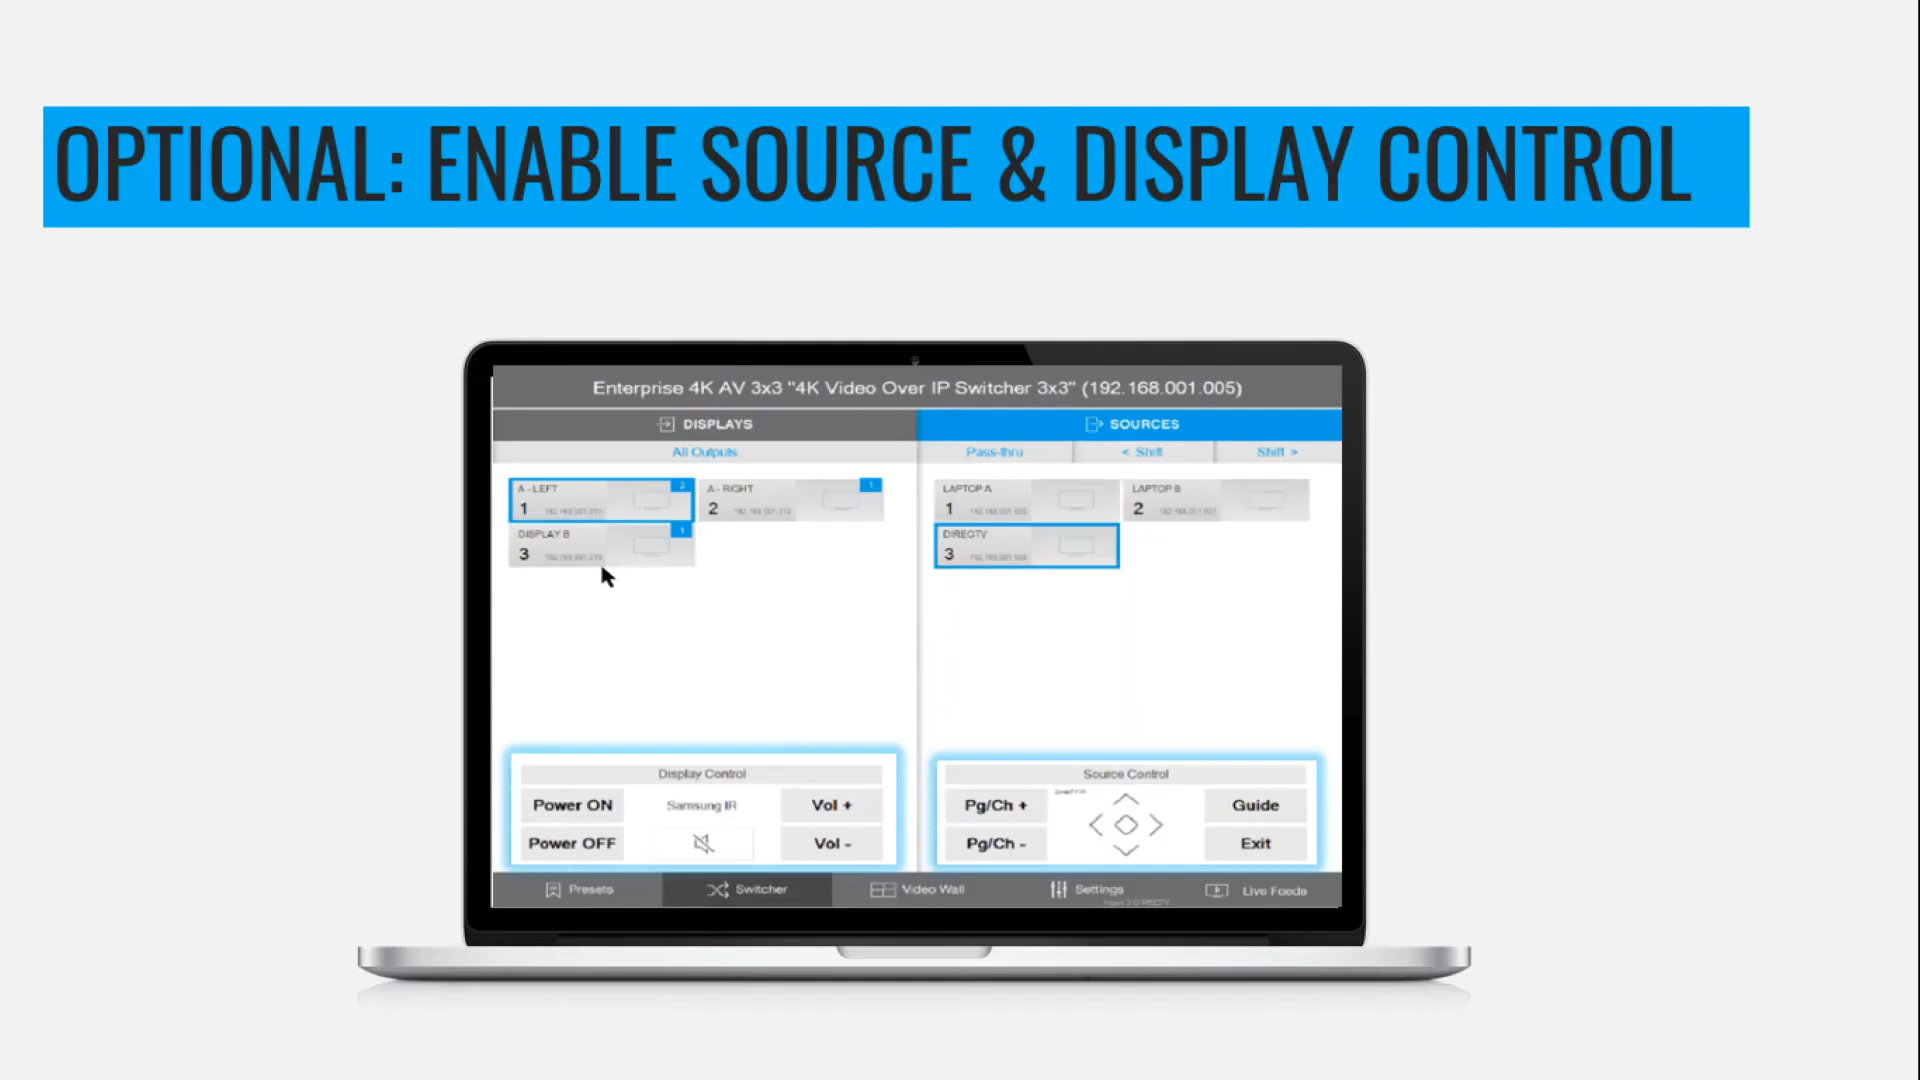 OPTIONAL: ENABLE SOURCE & DISPLAY CONTROL
Enterprise 4K AV 3x3 "4K Video Over IP Switcher 3x3" (192.168.001.005)
DISPLAYS
SOURCES
All Outputs
Pass-thru
< Shift
Shift >
A - LEFT
1
A - RIGHT
1
2
DISPLAY B
1
3
LAPTOP A
1
LAPTOP B
2
DIRECTV
3
Display Control
Power ON
Samsung IR
Vol +
Power OFF
Vol -
Source Control
Pg/Ch +
Guide
Pg/Ch -
Exit
Presets
Switcher
Video Wall
Settings
Live Feeds